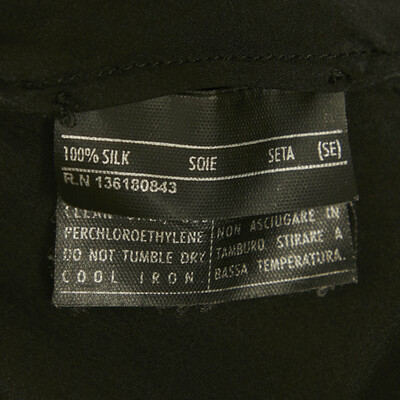 100% SILK SOIE SETA (SE)
R.N 136180843
PERCHLOROETHYLENE
DO NOT TUMBLE DRY
COOL IRON
NON ASCIUGARE IN
TAMBURO STIRARE A
BASSA TEMPERATURA.